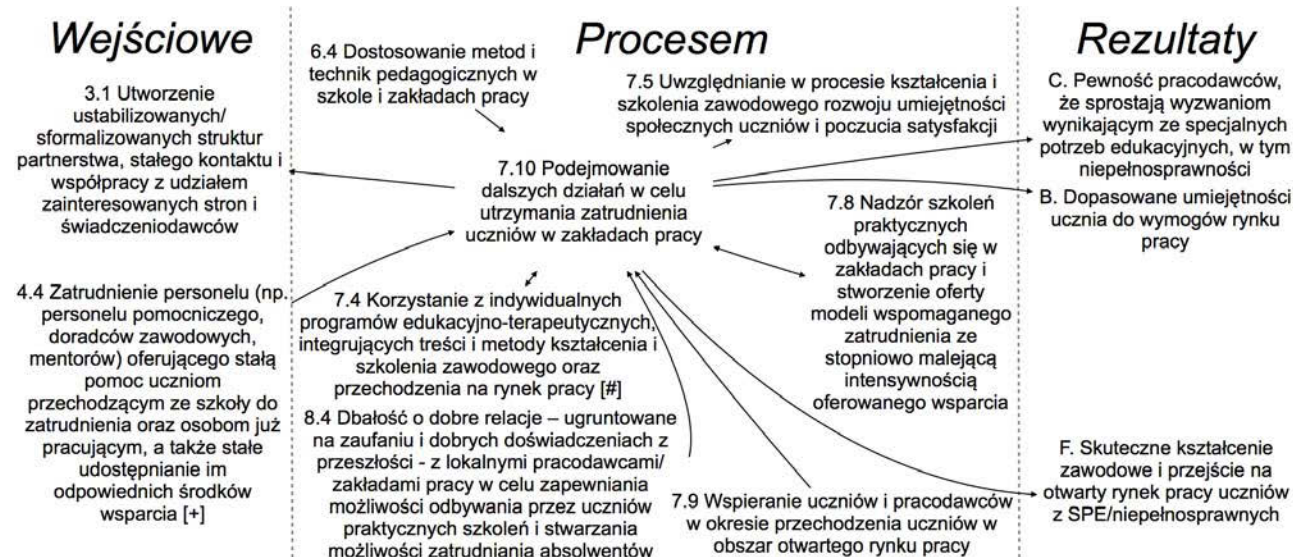 Wejściowe
3.1 Utworzenie
ustabilizowanych/
sformalizowanych struktur
partnerstwa, stałego kontaktu i
współpracy z udziałem
zainteresowanych stron i
świadczeniodawców
4.4 Zatrudnienie personelu (np.
personelu pomocniczego,
doradców zawodowych,
mentorów) oferującego stałą
pomoc uczniom
przechodzącym ze szkoły do
zatrudnienia oraz osobom już
pracującym, a także stałe
udostępnianie im
odpowiednich środków
wsparcia [+]
Procesem
6.4 Dostosowanie metod i
technik pedagogicznych w
szkole i zakładach pracy
7.5 Uwzględnianie w procesie kształcenia i
szkolenia zawodowego rozwoju umiejętności
społecznych uczniów i poczucia satysfakcji
7.10 Podejmowanie
dalszych działań w celu
utrzymania zatrudnienia
uczniów w zakładach pracy
7.8 Nadzór szkoleń
praktycznych
odbywających się w
zakładach pracy i
stworzenie oferty
modeli wspomaganego
zatrudnienia ze
stopniowo malejącą
intensywnością
oferowanego wsparcia
7.4 Korzystanie z indywidualnych
programów edukacyjno-terapeutycznych,
integrujących treści i metody kształcenia i
szkolenia zawodowego oraz
przechodzenia na rynek pracy [#]
8.4 Dbałość o dobre relacje – ugruntowane
na zaufaniu i dobrych doświadczeniach z
przeszłości - z lokalnymi pracodawcami/
zakładami pracy w celu zapewniania
możliwości odbywania przez uczniów
praktycznych szkoleń i stwarzania
możliwości zatrudniania absolwentów
7.9 Wspieranie uczniów i pracodawców
w okresie przechodzenia uczniów w
obszar otwartego rynku pracy
Rezultaty
C. Pewność pracodawców,
że sprostają wyzwaniom
wynikającym ze specjalnych
potrzeb edukacyjnych, w tym
niepełnosprawności
B. Dopasowane umiejętności
ucznia do wymogów rynku
pracy
F. Skuteczne kształcenie
zawodowe i przejście na
otwarty rynek pracy uczniów
z SPE/niepełnosprawnych